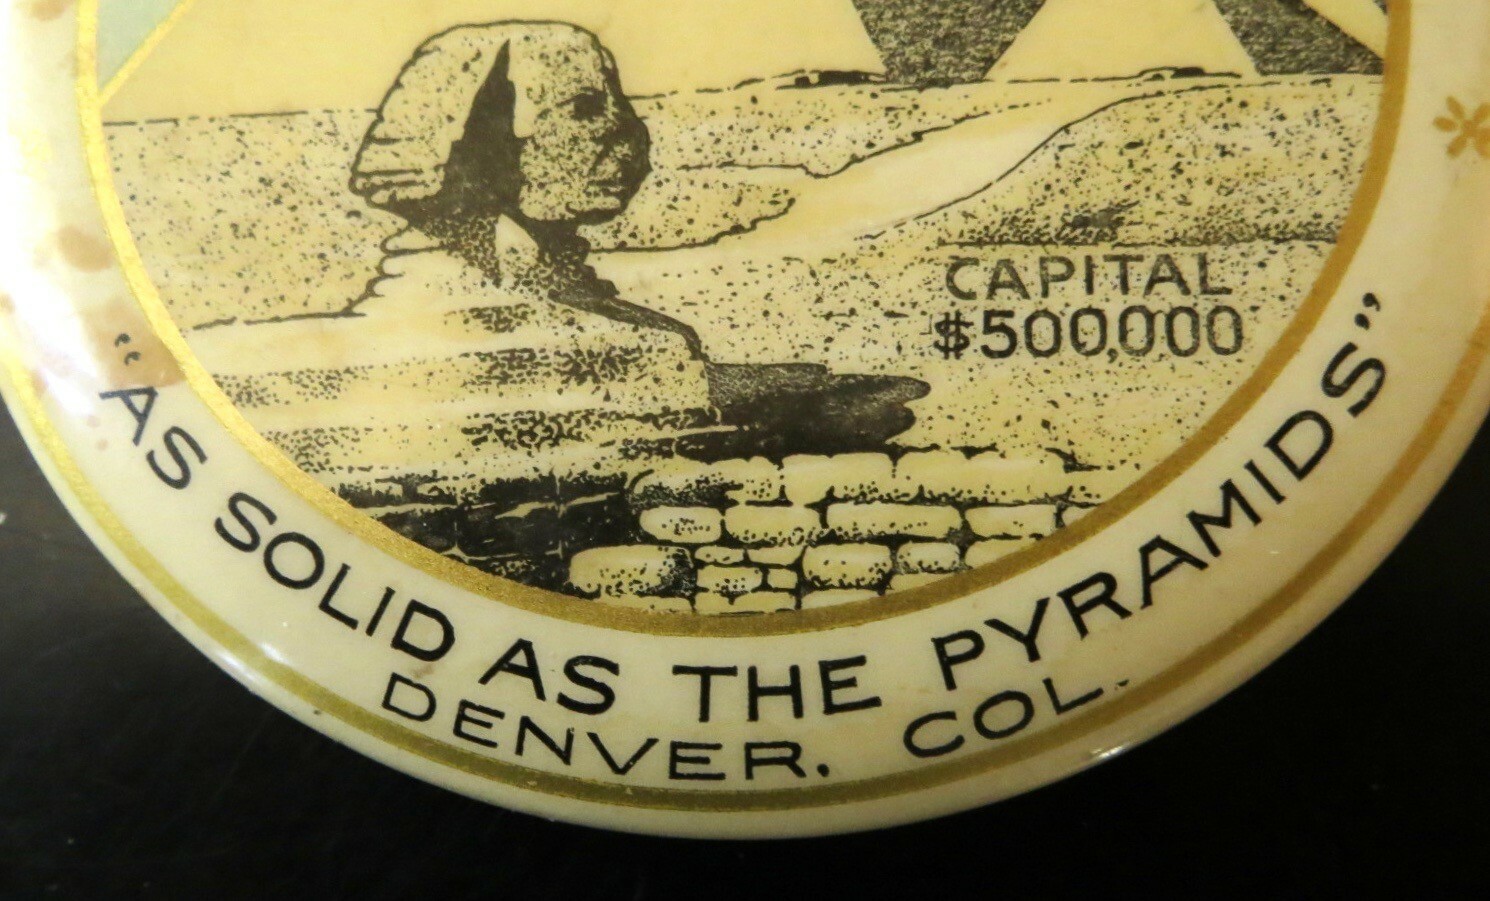 CAPITAL
$500,000
“AS SOLID AS THE PYRAMIDS”
DENVER. COL.